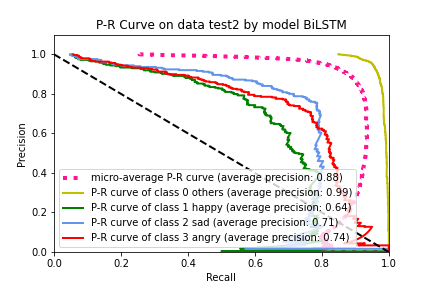 P-R Curve on data test2 by model BiLSTM
1.0
0.8
0.6
0.4
0.2
0.0
Precision
micro-average P-R curve (average precision: 0.88)
P-R curve of class 0 others (average precision: 0.99)
P-R curve of class 1 happy (average precision: 0.64)
P-R curve of class 2 sad (average precision: 0.71)
P-R curve of class 3 angry (average precision: 0.74)
0.0 0.2 0.4 0.6 0.8 1.0
Recall